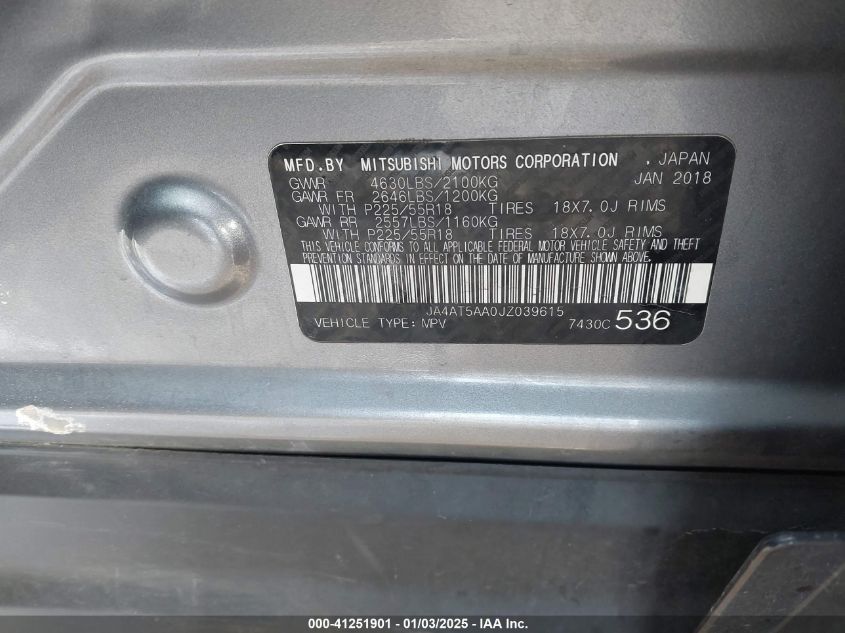 MFD.BY MITSUBISHI MOTORS CORPORATION . JAPAN
GVWR 4630LBS/2100KG JAN 2018
GAWR FR 2646LBS/1200KG
WITH P225/55R18 TIRES 18X7.0J RIMS
GAWR RR 2557LBS/1160KG
WITH P225/55R18 TIRES 18X7.0J RIMS
THIS VEHICLE CONFORMS TO ALL APPLICABLE FEDERAL MOTOR VEHICLE SAFETY AND THEFT
PREVENTION STANDARDS IN EFFECT ON THE DATE OF MANUFACTURE SHOWN ABOVE.
JA4AT5AA0JZ039615
VEHICLE TYPE: MPV 7430C 536
000-41251901 - 01/03/2025 - IAA Inc.